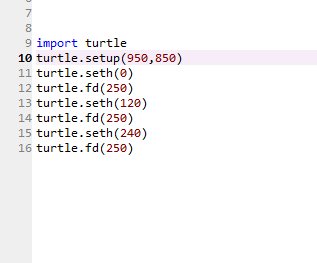 7
8
9 import turtle
10 turtle.setup(950,850)
11 turtle.seth(0)
12 turtle.fd(250)
13 turtle.seth(120)
14 turtle.fd(250)
15 turtle.seth(240)
16 turtle.fd(250)